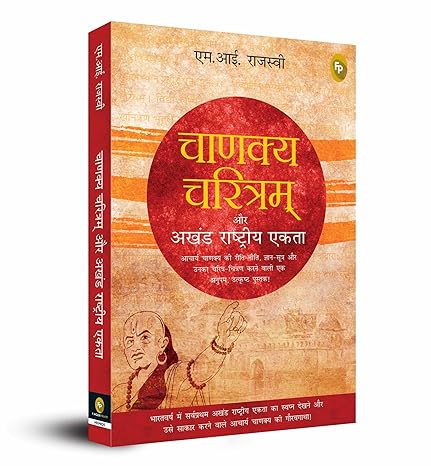 एम.आई. राजस्वी
चाणक्य
चरित्रम्
और
अखंड राष्ट्रीय एकता
आचार्य चाणक्य की रीति-नीति, ज्ञान-सूत्र और
उनका चरित्र-चित्रण करने वाली एक
अनुपम, उत्कृष्ट पुस्तक!
भारतवर्ष में सर्वप्रथम अखंड राष्ट्रीय एकता का स्वप्न देखने और
उसे साकार करने वाले आचार्य चाणक्य की गौरवगाथा!
FP
एम.आई. राजस्वी
चाणक्य चरित्रम् और अखंड राष्ट्रीय एकता